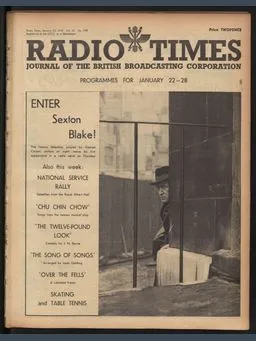 Price TWOPENCE
RADIO TIMES
JOURNAL OF THE BRITISH BROADCASTING CORPORATION
PROGRAMMES FOR JANUARY 22—28
ENTER
Sexton
Blake!
Also this week:
NATIONAL SERVICE
RALLY
'CHU CHIN CHOW'
'THE TWELVE-POUND
LOOK'
'THE SONG OF SONGS'
'OVER THE FELLS'
SKATING
and TABLE TENNIS